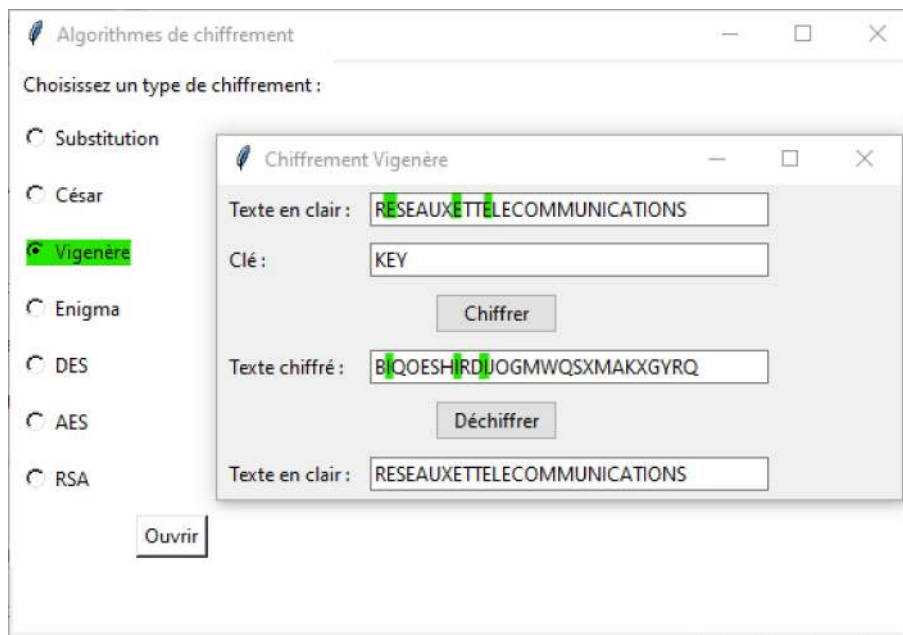 Algorithmes de chiffrement
Choisissez un type de chiffrement :
Substitution
César
Vigenère
Enigma
DES
AES
RSA
Ouvrir
Chiffrement Vigenère
Texte en clair : RESEAUXETTELECOMMUNICATIONS
Clé : KEY
Chiffrer
Texte chiffré : BIQOESHIRDIJOGMWQSXMAKXGYRQ
Déchiffrer
Texte en clair : RESEAUXETTELECOMMUNICATIONS